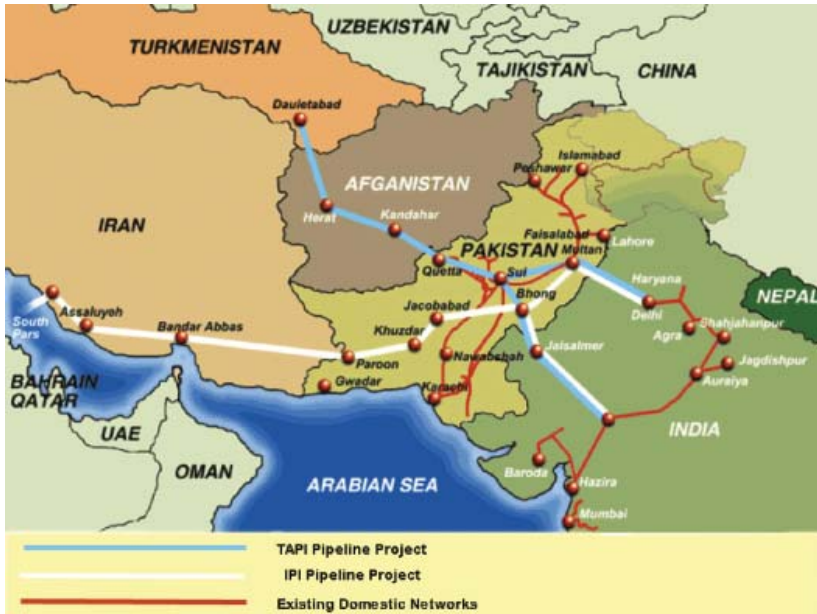 UZBEKISTAN
TURKMENISTAN
TAJIKISTAN
CHINA
Dauletabad
Islamabad
Peshawar
AFGANISTAN
Herat
Kandahar
IRAN
Faisalabad
PAKISTAN
Multan
Lahore
Quetta
Sui
Haryana
NEPAL
South
Pars
Assaluyeh
Jacobabad
Bhong
Delhi
Bandar Abbas
Khuzdar
Agra
Shahjahanpur
Paroon
Nawabshah
Jaisalmer
Jagdishpur
BAHRAIN
QATAR
Gwadar
Karachi
Auraiya
UAE
INDIA
OMAN
ARABIAN SEA
Baroda
Hazira
Mumbai
TAPI Pipeline Project
IPI Pipeline Project
Existing Domestic Networks